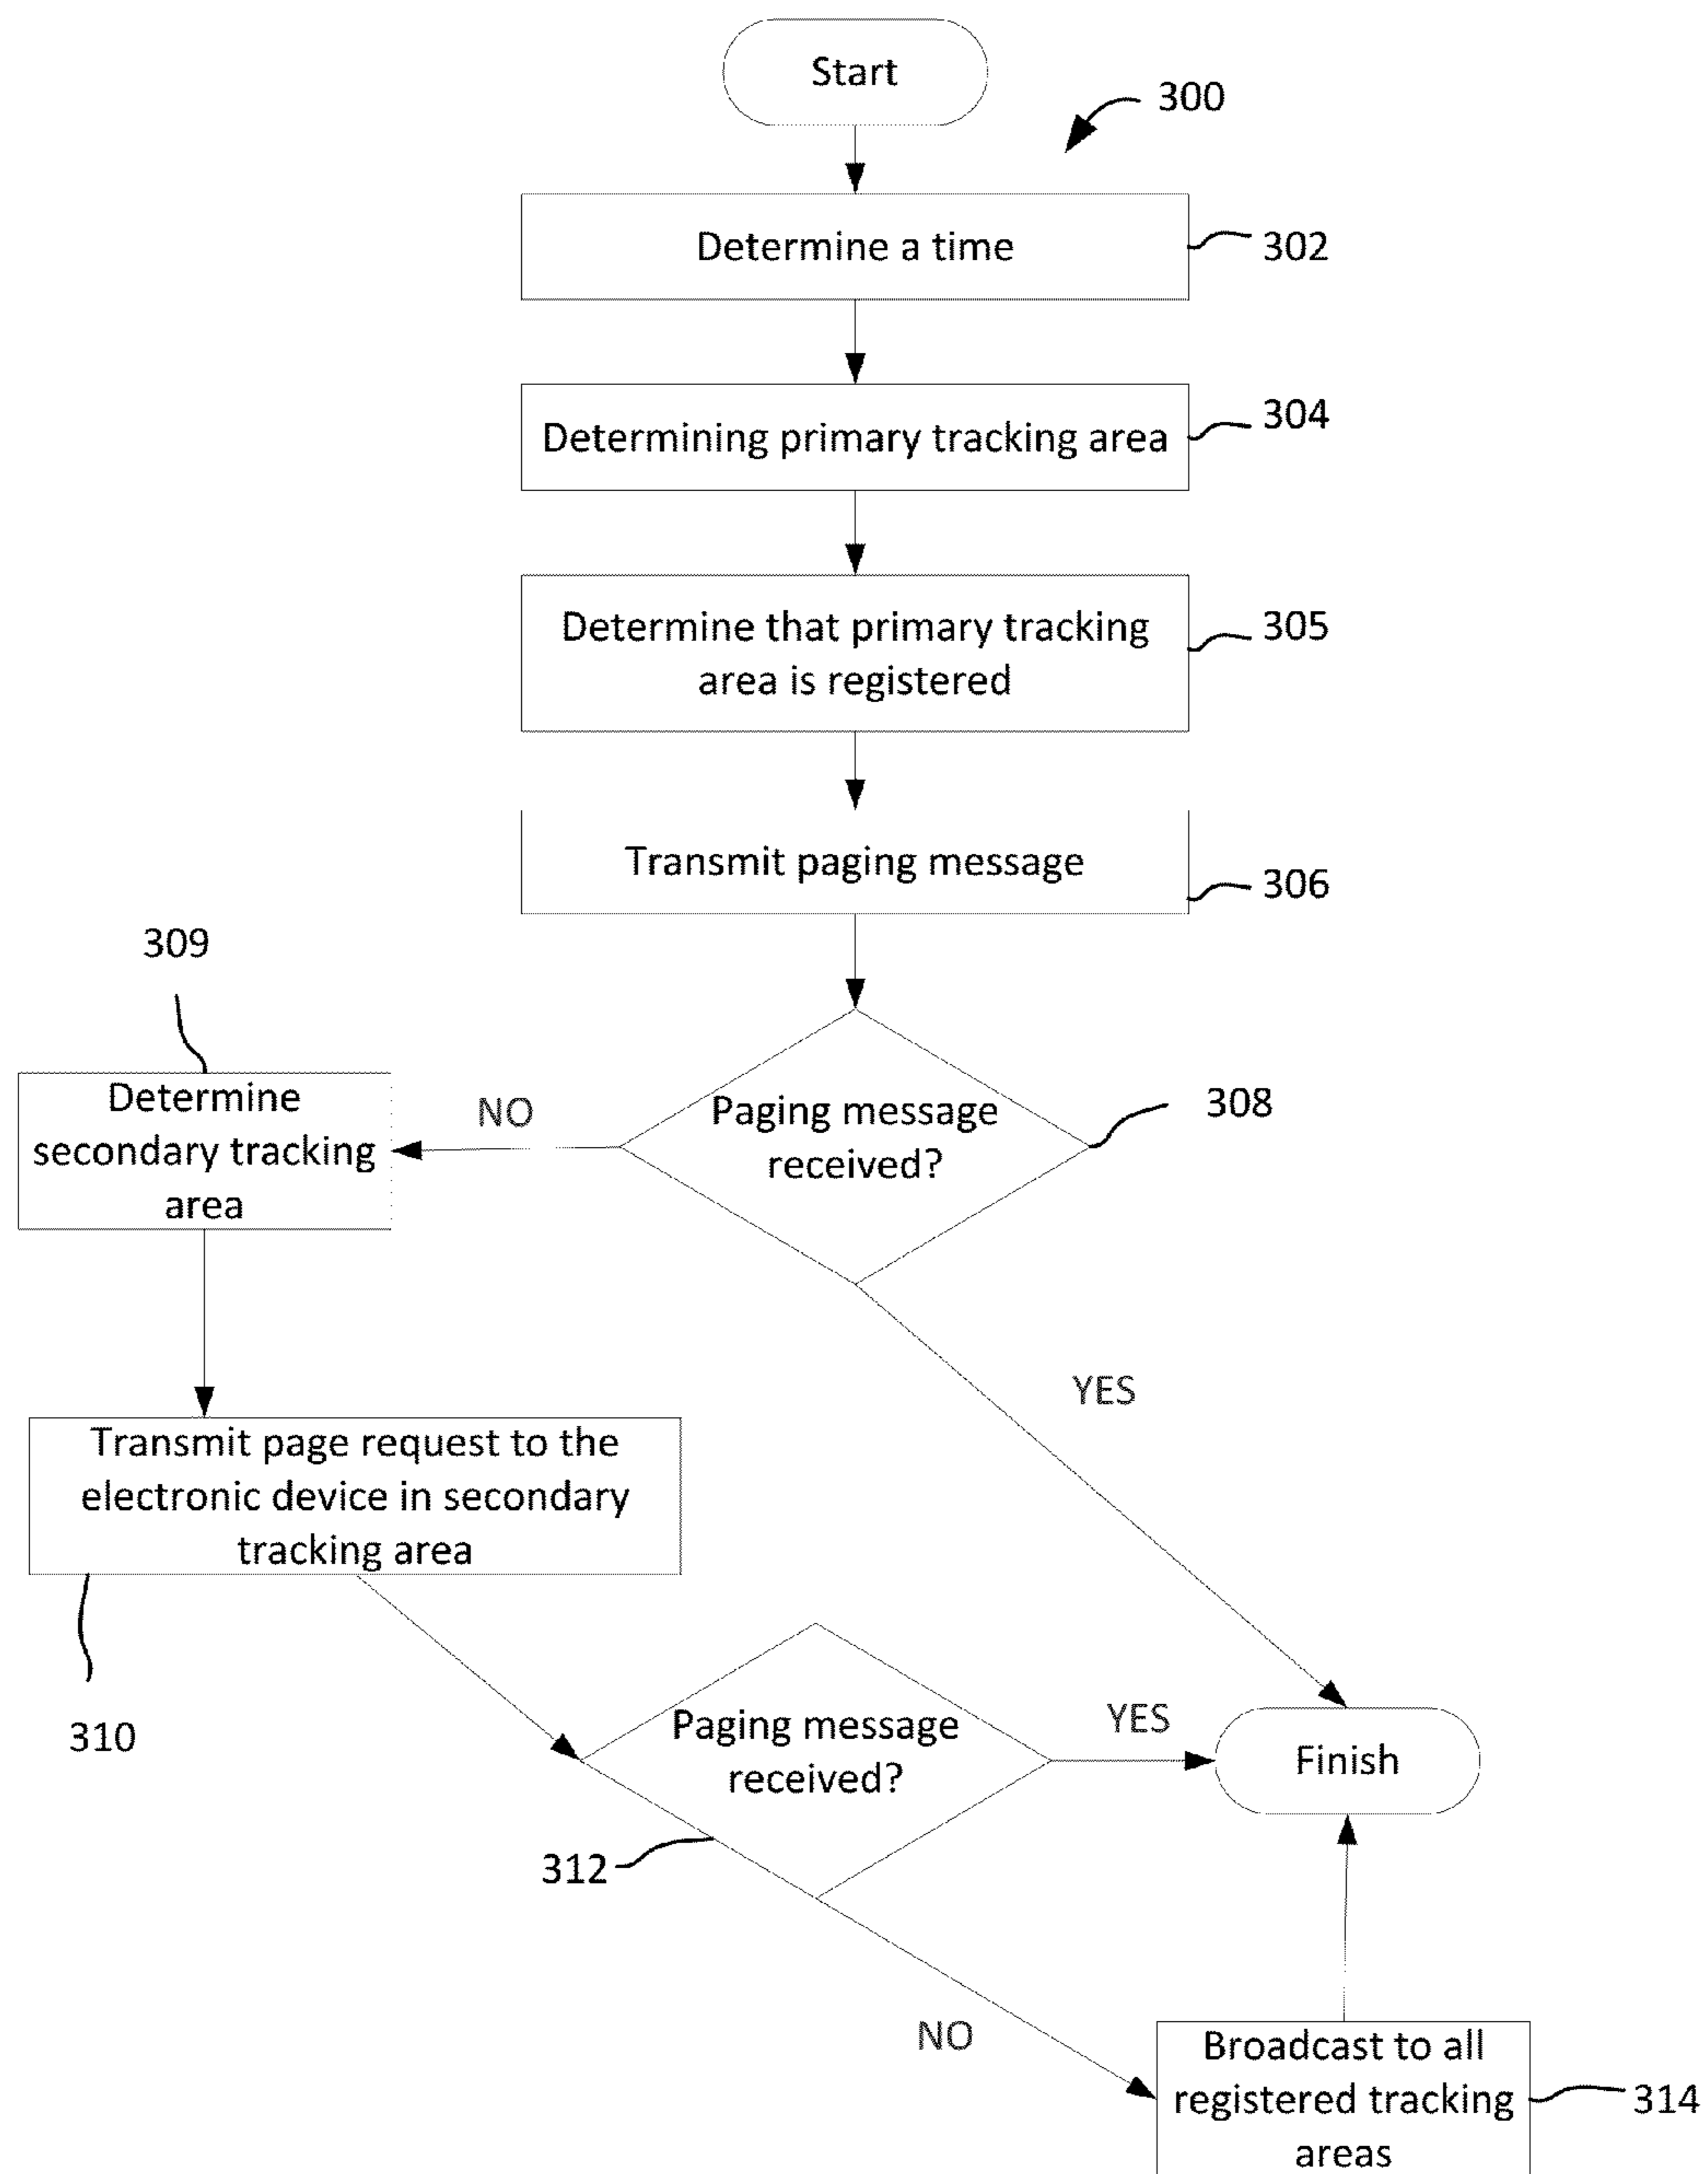 Start
300
Determine a time
302
Determining primary tracking area
304
Determine that primary tracking
area is registered
305
Transmit paging message
306
309
Determine
secondary tracking
area
NO
Paging message
received?
308
YES
Transmit page request to the
electronic device in secondary
tracking area
310
Paging message
received?
YES
Finish
312
NO
Broadcast to all
registered tracking
areas
314